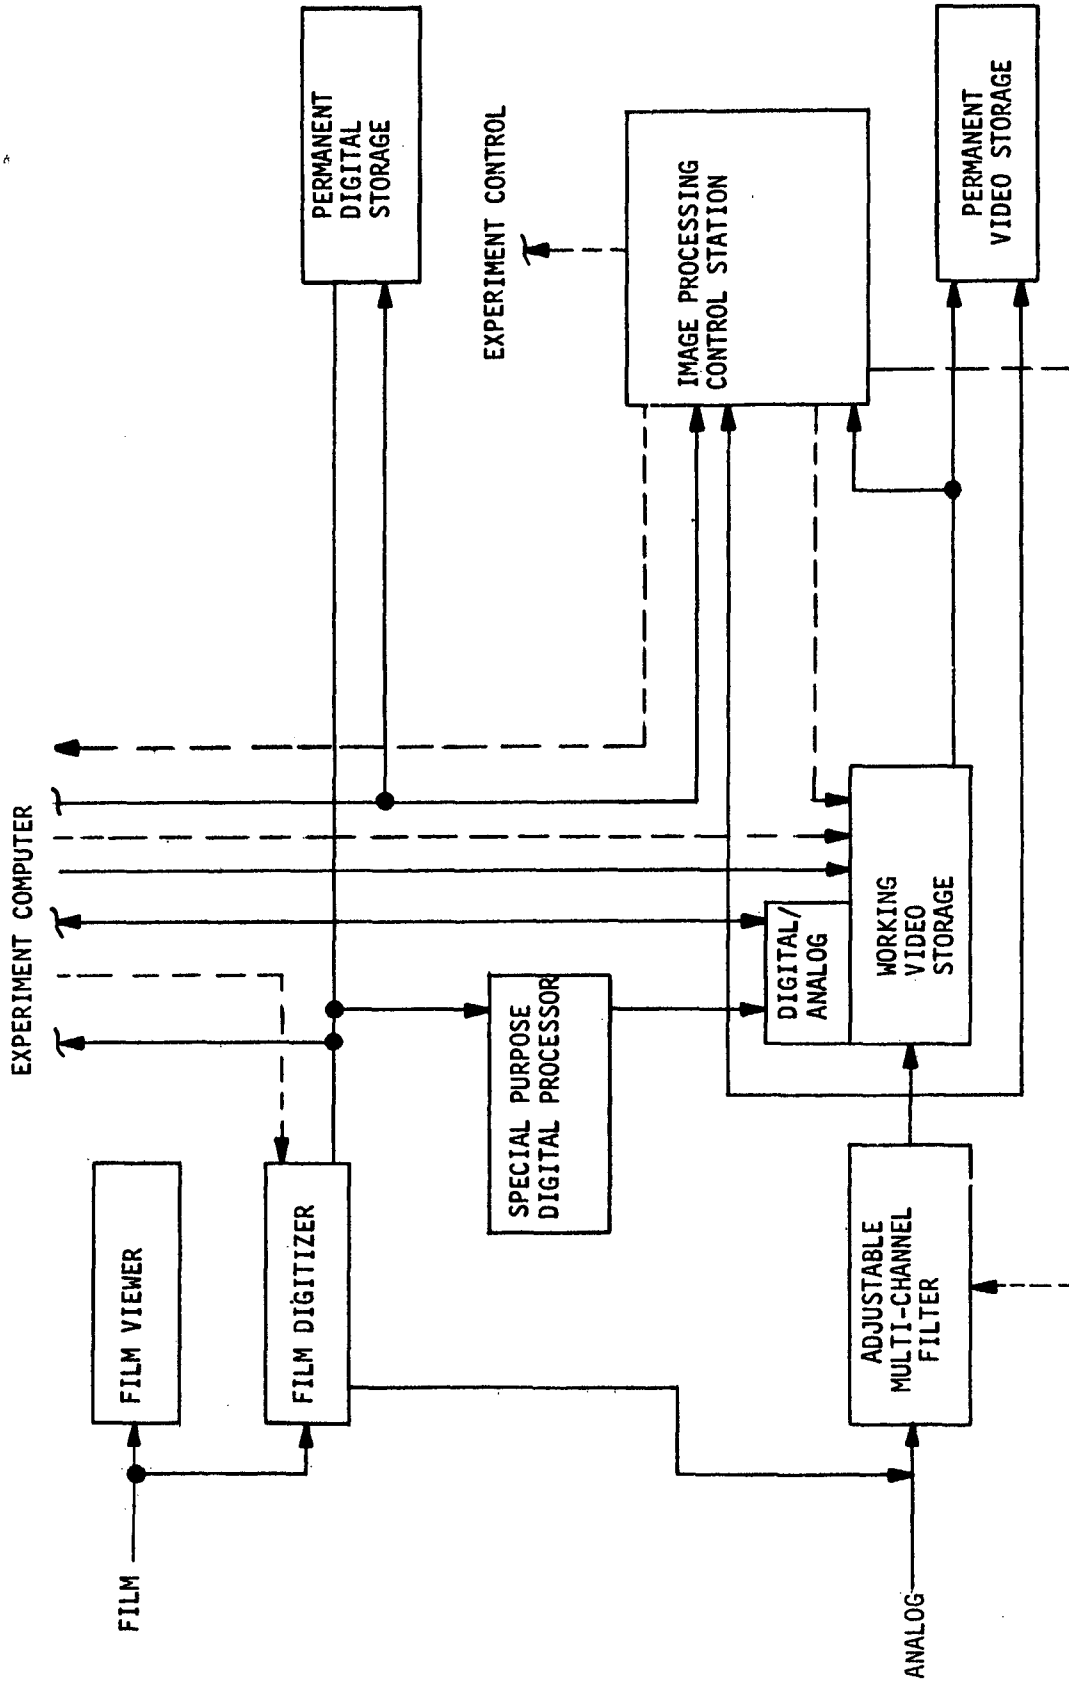 EXPERIMENT COMPUTER
FILM
FILM VIEWER
FILM DIGITIZER
PERMANENT
DIGITAL
STORAGE
SPECIAL PURPOSE
DIGITAL PROCESSOR
EXPERIMENT CONTROL
IMAGE PROCESSING
CONTROL STATION
DIGITAL/
ANALOG
WORKING
VIDEO
STORAGE
ANALOG
ADJUSTABLE
MULTI-CHANNEL
FILTER
PERMANENT
VIDEO STORAGE